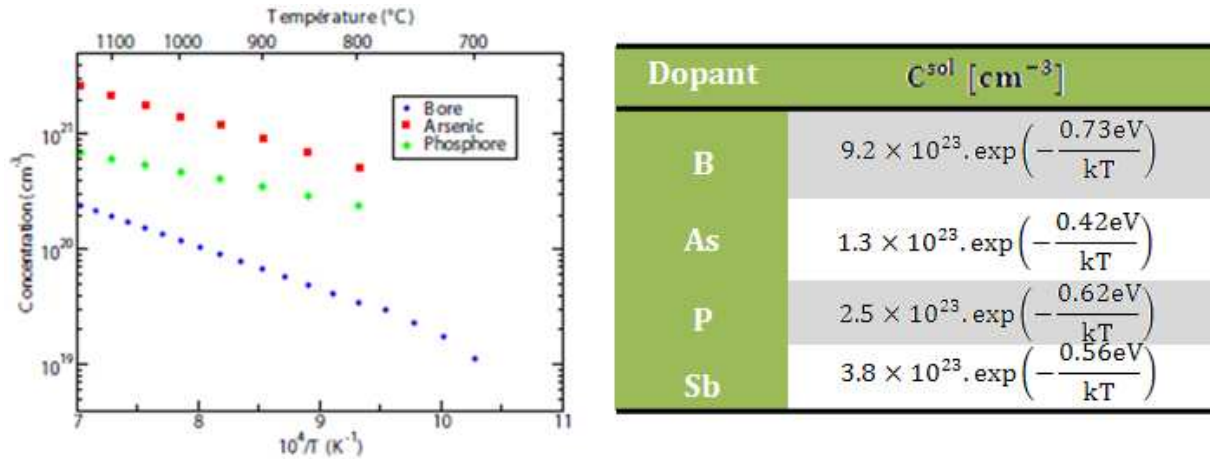 Température (°C)
1100 1000 900 800 700
10²¹
10²⁰
10¹⁹
Concentration (cm⁻³)
Bore
Arsenic
Phosphore
7 8 9 10 11
10⁴/T (K⁻¹)
Dopant C^sol [cm⁻³]
B 9.2 × 10²³. exp(−0.73eV/kT)
As 1.3 × 10²³. exp(−0.42eV/kT)
P 2.5 × 10²³. exp(−0.62eV/kT)
Sb 3.8 × 10²³. exp(−0.56eV/kT)